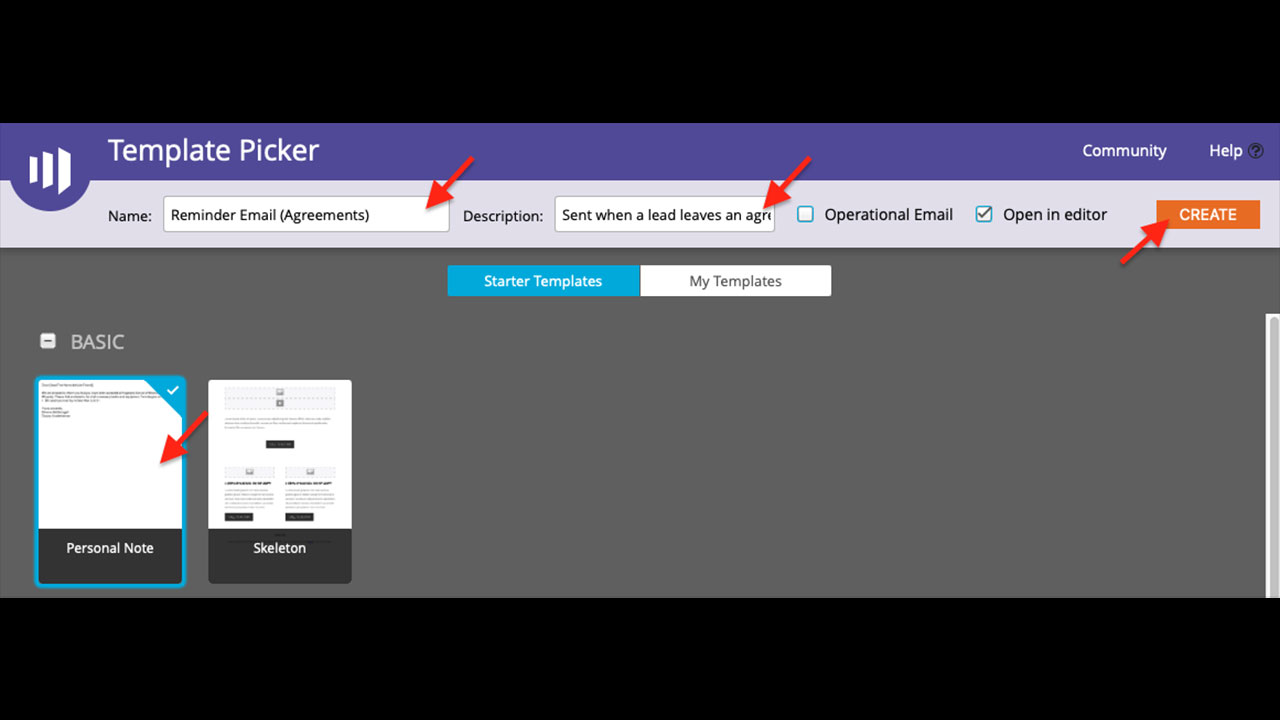 Template Picker
Community
Help ?
Name: Reminder Email (Agreements) Description: Sent when a lead leaves an agre Operational Email Open in editor CREATE
Starter Templates My Templates
BASIC
Personal Note Skeleton